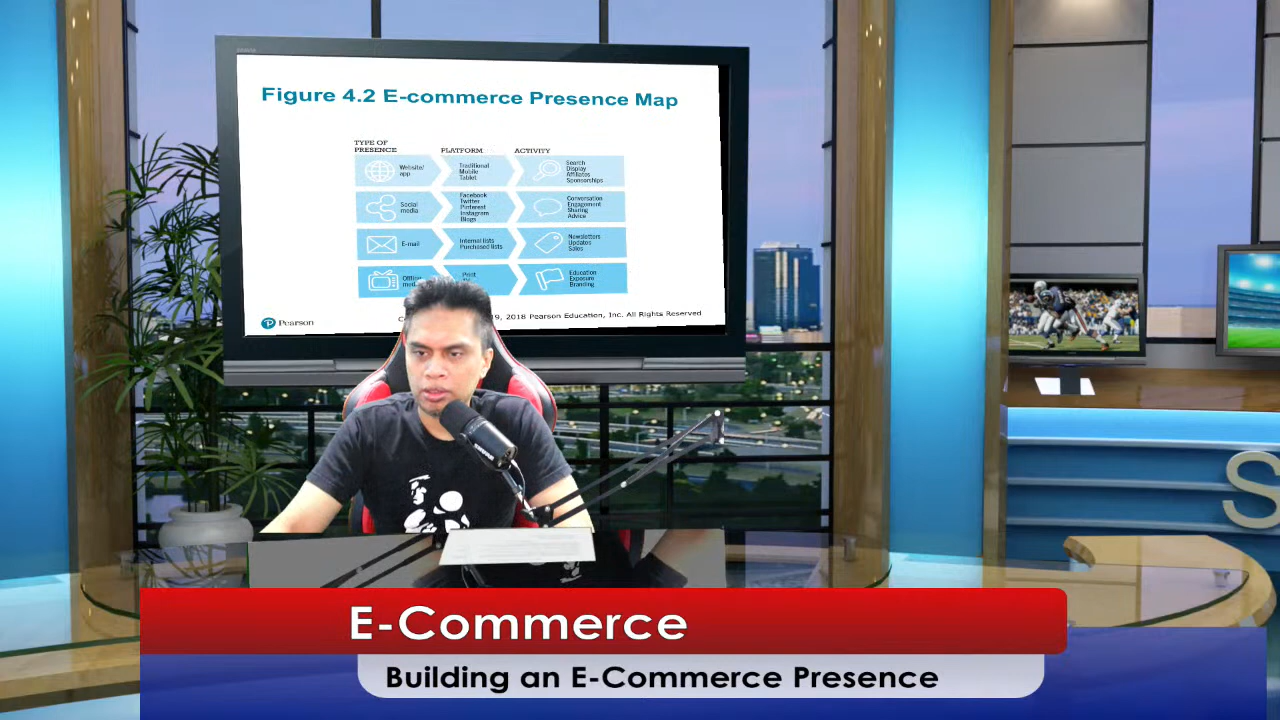 Figure 4.2 E-commerce Presence Map
TYPE OF
PRESENCE
PLATFORM
ACTIVITY
Website/
app
Traditional
Mobile
Tablet
Search
Display
Affiliates
Sponsorships
Social
media
Facebook
Twitter
Pinterest
Instagram
Blogs
Conversation
Engagement
Sharing
Advice
E-mail
Internal lists
Purchased lists
Newsletters
Updates
Sales
Print
Education
Exposure
Branding
Pearson
2018 Pearson Education, Inc. All Rights Reserved
S
E-Commerce
Building an E-Commerce Presence